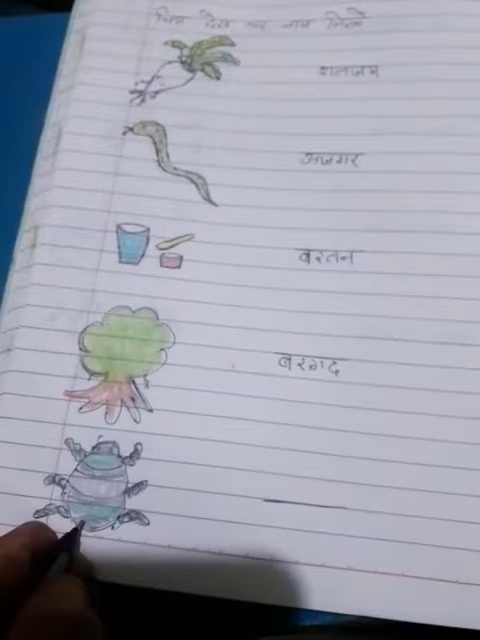 चित्र देख कर नाम लिखो
शलजम
अजगर
बरतन
बरगद